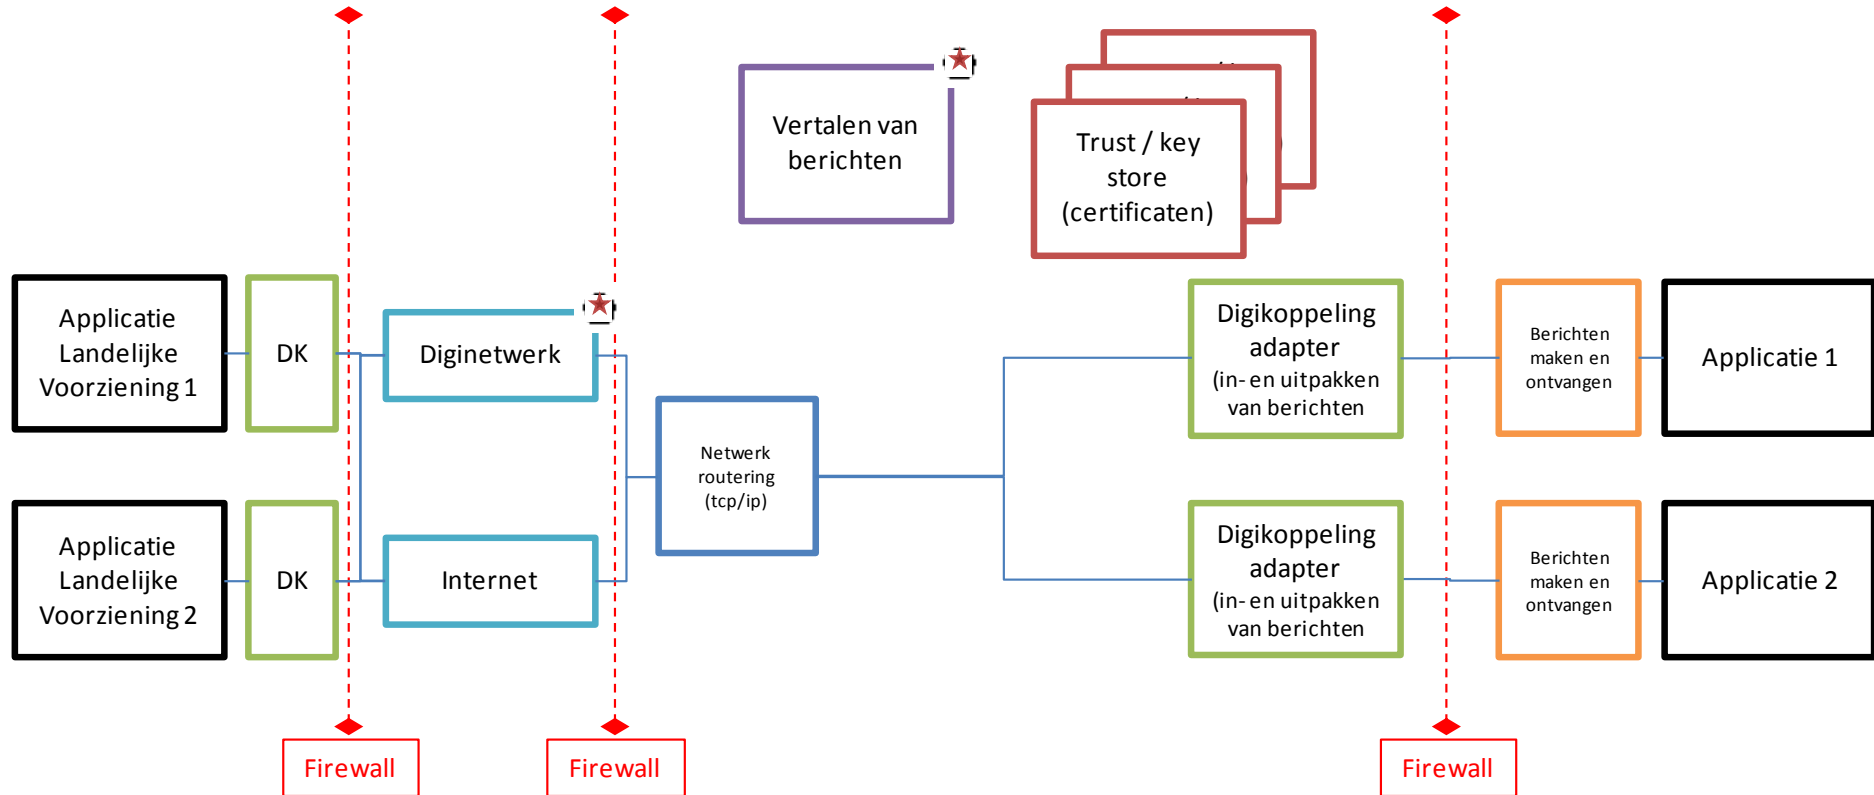 Vertalen van
berichten
Trust / key
store
(certificaten)
Applicatie
Landelijke
Voorziening 1
DK
Diginetwerk
Netwerk
routering
(tcp/ip)
Digikoppeling
adapter
(in- en uitpakken
van berichten
Berichten
maken en
ontvangen
Applicatie 1
Applicatie
Landelijke
Voorziening 2
DK
Internet
Digikoppeling
adapter
(in- en uitpakken
van berichten
Berichten
maken en
ontvangen
Applicatie 2
Firewall
Firewall
Firewall